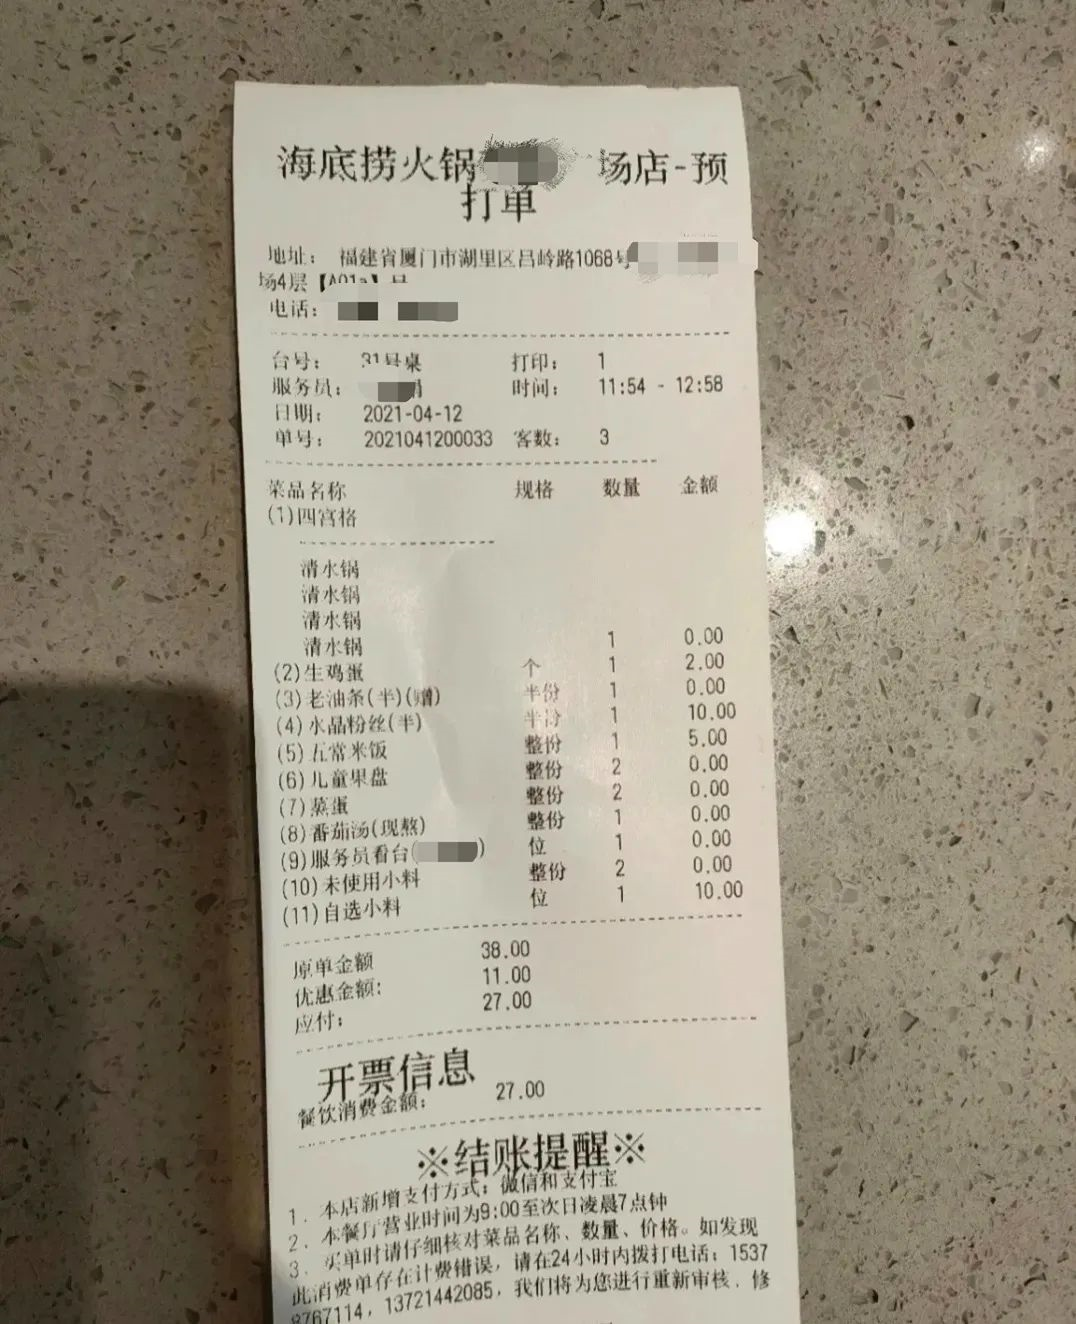 海底捞火锅 场店-预
打单
地址： 福建省厦门市湖里区吕岭路1068号
场4层【A01a】号
电话：
台号： 31号桌 打印： 1
服务员： 时间： 11:54 - 12:58
日期： 2021-04-12
单号： 2021041200033 客数： 3
菜品名称 规格 数量 金额
(1)四宫格
清水锅
清水锅
清水锅
清水锅 1 0.00
(2)生鸡蛋 个 1 2.00
(3)老油条(半)(赠) 半份 1 0.00
(4)水晶粉丝(半) 半份 1 10.00
(5)五常米饭 整份 1 5.00
(6)儿童果盘 整份 2 0.00
(7)蒸蛋 整份 2 0.00
(8)番茄汤(现熬) 整份 1 0.00
(9)服务员看台( ) 位 1 0.00
(10)未使用小料 整份 2 0.00
(11)自选小料 位 1 10.00
原单金额 38.00
优惠金额： 11.00
应付： 27.00
开票信息
餐饮消费金额： 27.00
※结账提醒※
1．本店新增支付方式：微信和支付宝
2．本餐厅营业时间为9:00至次日凌晨7点钟
3．买单时请仔细核对菜品名称、数量、价格。如发现
此消费单存在计费错误，请在24小时内拨打电话：1537
8767114，13721442085，我们将为您进行重新审核、修